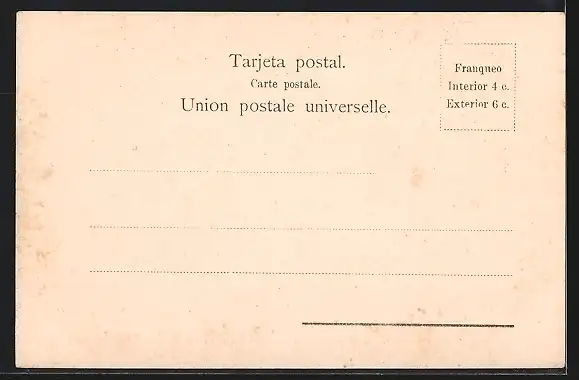 Tarjeta postal.
Carte postale.
Union postale universelle.
Franqueo
Interior 4 c.
Exterior 6 c.